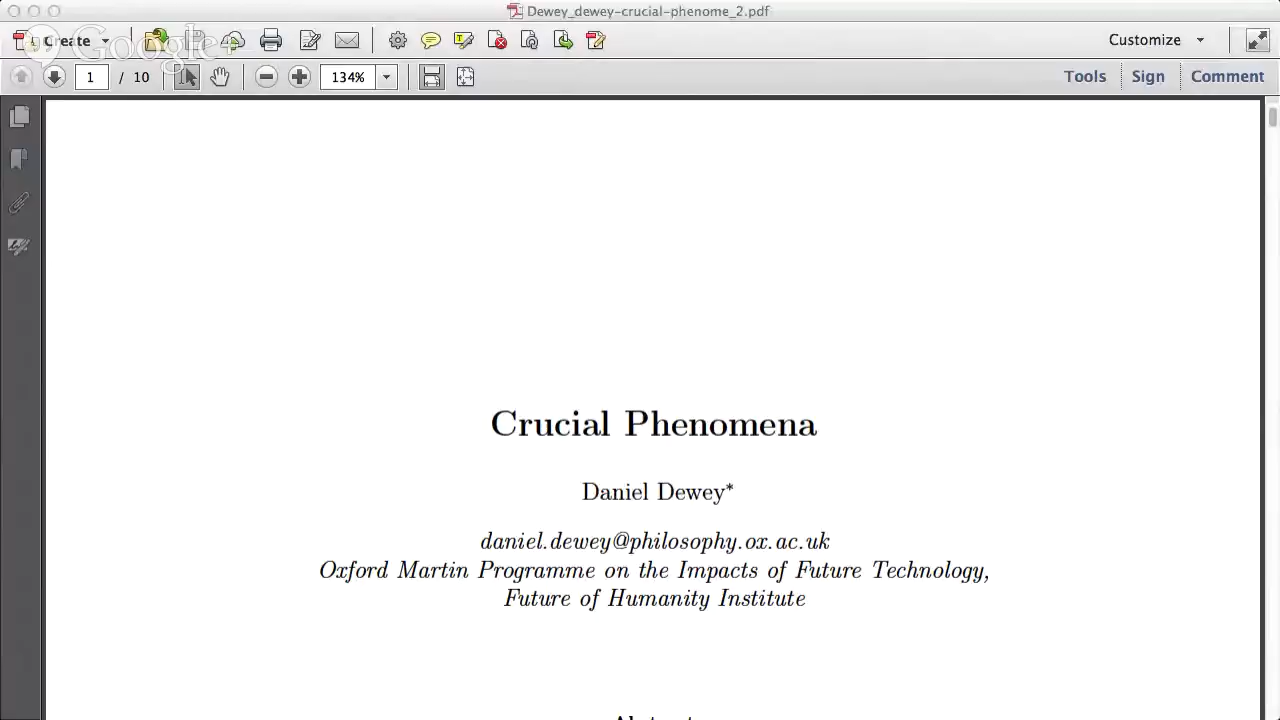 Dewey_dewey-crucial-phenome_2.pdf
Create
Google+
Customize
1 / 10
134%
Tools
Sign
Comment
Crucial Phenomena
Daniel Dewey*
daniel.dewey@philosophy.ox.ac.uk
Oxford Martin Programme on the Impacts of Future Technology,
Future of Humanity Institute